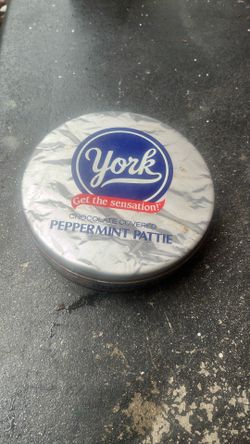 York
Get the sensation!
CHOCOLATE COVERED
PEPPERMINT PATTIE